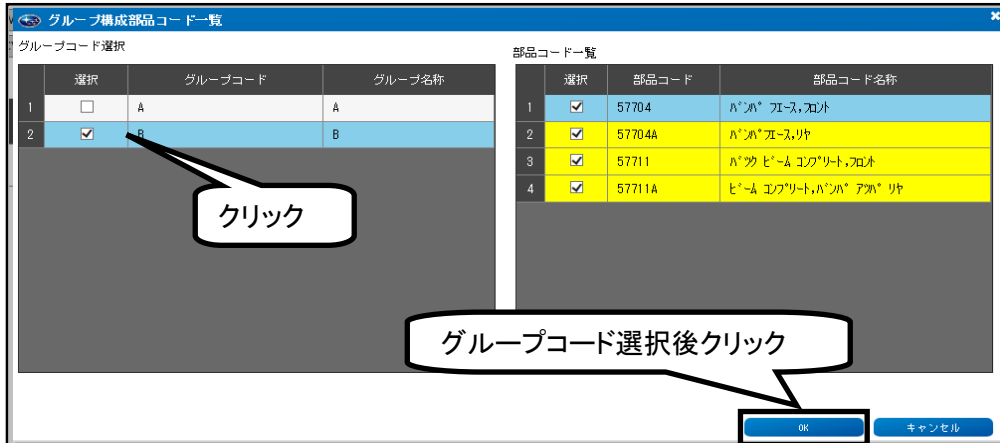 グループ構成部品コード一覧
グループコード選択
部品コード一覧
選択 グループコード グループ名称
1 A A
2 B B
選択 部品コード 部品コード名称
1 57704 ﾊﾞﾝﾊﾟ ﾌｴｰｽ,ﾌﾛﾝﾄ
2 57704A ﾊﾞﾝﾊﾟﾌｴｰｽ,ﾘﾔ
3 57711 ﾊﾞﾂｸ ﾋﾞｰﾑ ｺﾝﾌﾟﾘｰﾄ,ﾌﾛﾝﾄ
4 57711A ﾋﾞｰﾑ ｺﾝﾌﾟﾘｰﾄ,ﾊﾞﾝﾊﾟ ｱﾂﾊﾟ ﾘﾔ
クリック
グループコード選択後クリック
OK キャンセル